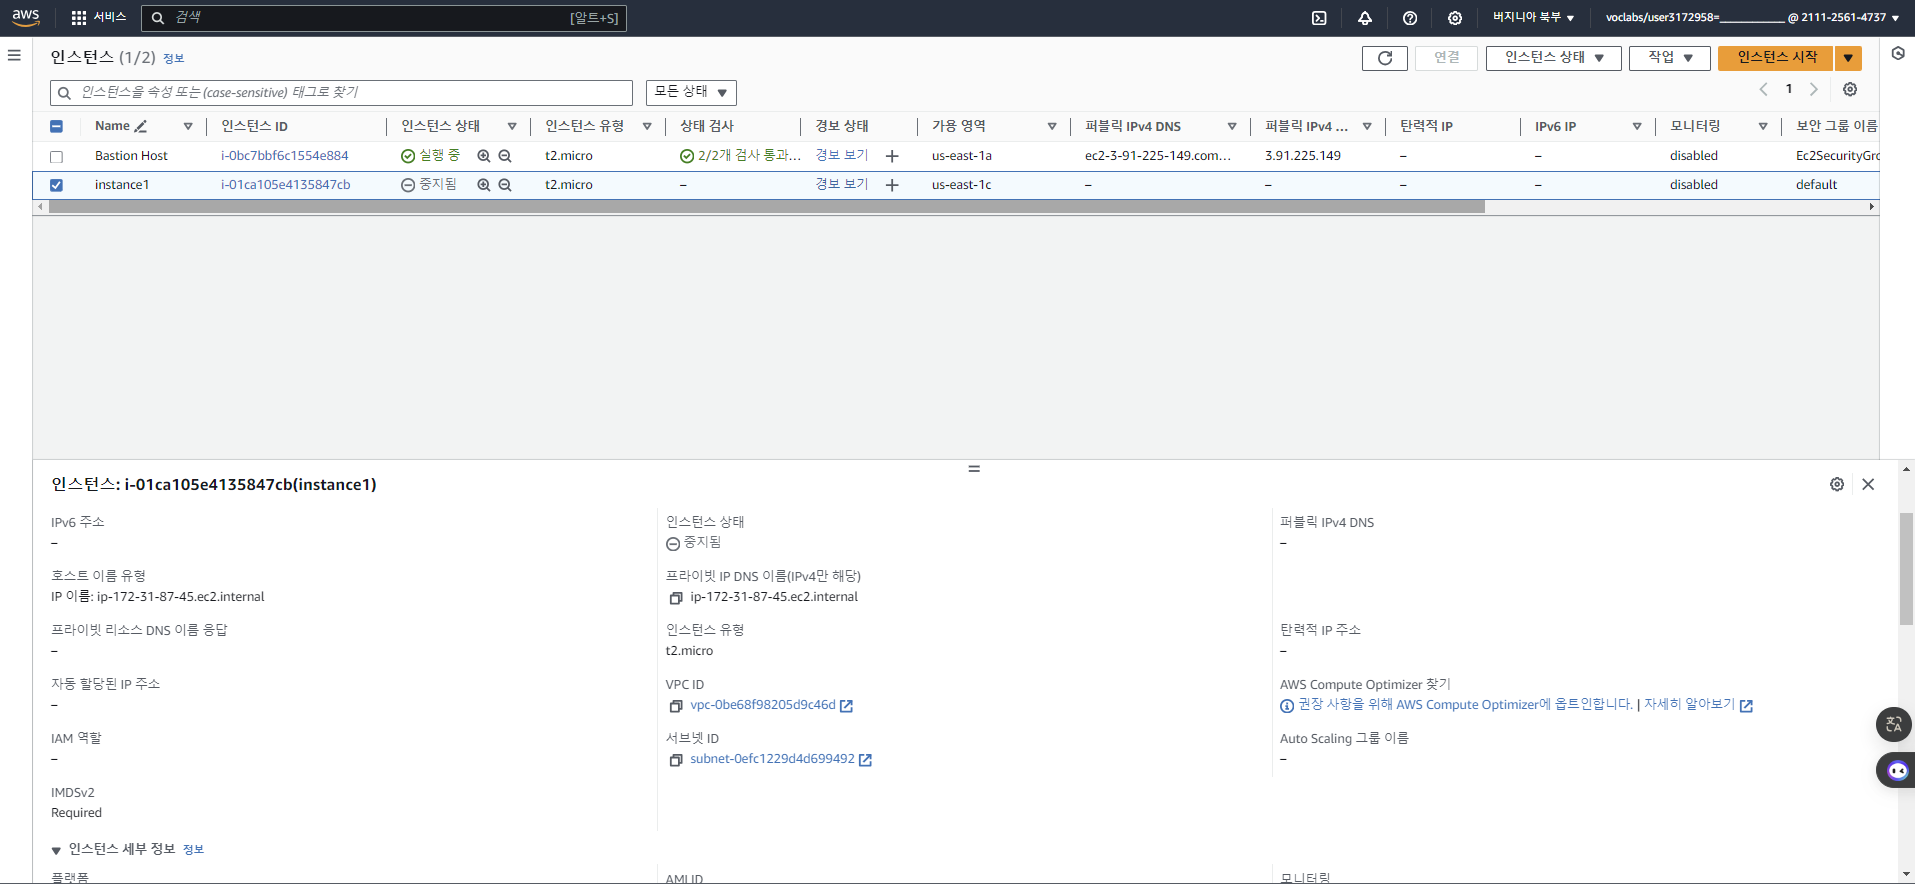 aws 서비스 검색 [알트+S] 버지니아 북부 voclabs/user3172958=____________ @ 2111-2561-4737
인스턴스 (1/2) 정보 연결 인스턴스 상태 작업 인스턴스 시작
인스턴스을 속성 또는 (case-sensitive) 태그로 찾기 모든 상태 1
Name 인스턴스 ID 인스턴스 상태 인스턴스 유형 상태 검사 경보 상태 가용 영역 퍼블릭 IPv4 DNS 퍼블릭 IPv4 ... 탄력적 IP IPv6 IP 모니터링 보안 그룹 이름
Bastion Host i-0bc7bbf6c1554e884 실행 중 t2.micro 2/2개 검사 통과... 경보 보기 us-east-1a ec2-3-91-225-149.com... 3.91.225.149 – – disabled Ec2SecurityGro
instance1 i-01ca105e4135847cb 중지됨 t2.micro – 경보 보기 us-east-1c – – – – disabled default
인스턴스: i-01ca105e4135847cb(instance1)
IPv6 주소 인스턴스 상태 퍼블릭 IPv4 DNS
– 중지됨 –
호스트 이름 유형 프라이빗 IP DNS 이름(IPv4만 해당)
IP 이름: ip-172-31-87-45.ec2.internal ip-172-31-87-45.ec2.internal
프라이빗 리소스 DNS 이름 응답 인스턴스 유형 탄력적 IP 주소
– t2.micro –
자동 할당된 IP 주소 VPC ID AWS Compute Optimizer 찾기
– vpc-0be68f98205d9c46d 권장 사항을 위해 AWS Compute Optimizer에 옵트인합니다. | 자세히 알아보기
IAM 역할 서브넷 ID Auto Scaling 그룹 이름
– subnet-0efc1229d4d699492 –
IMDSv2
Required
인스턴스 세부 정보 정보
플랫폼 AMI ID 모니터링